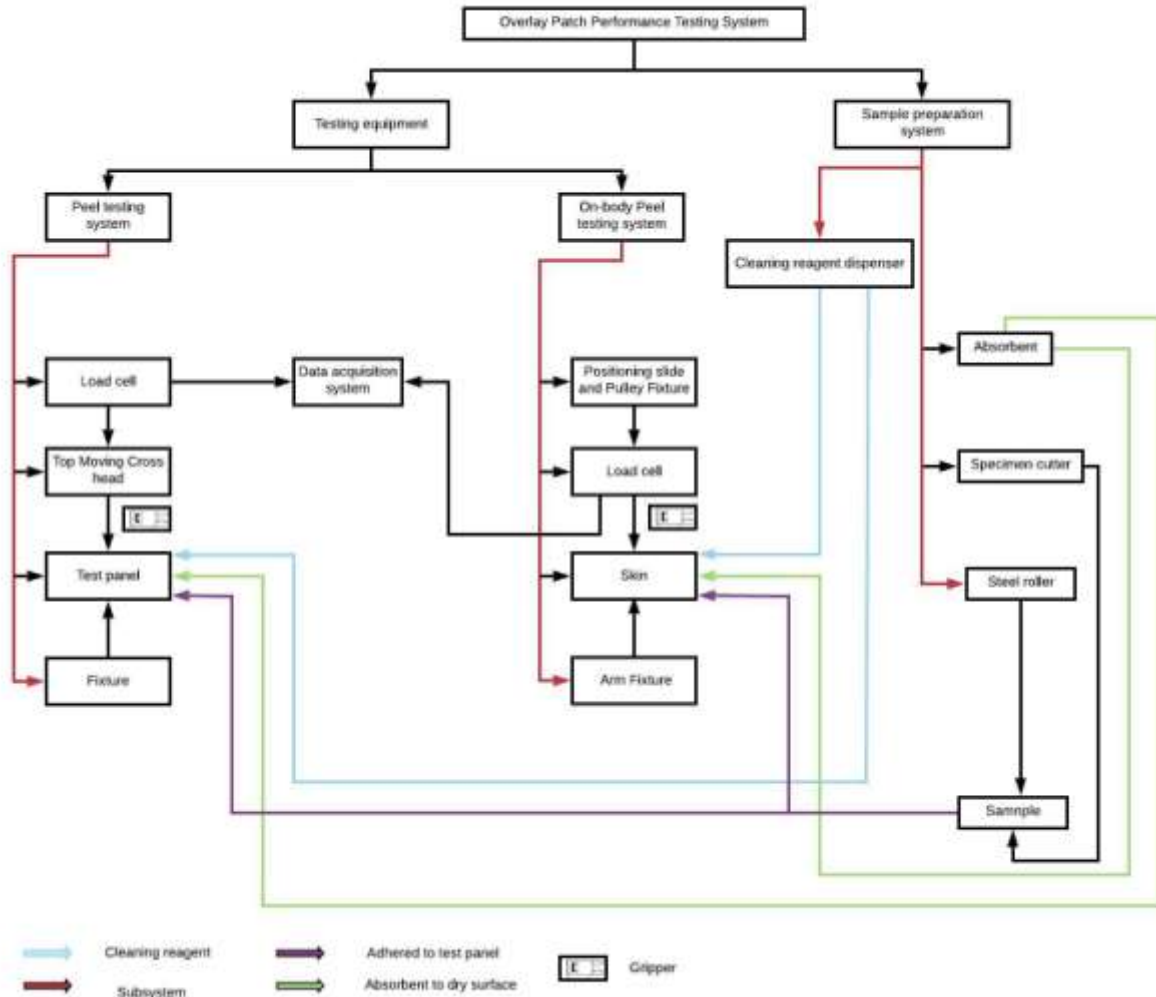 Overlay Patch Performance Testing System
Testing equipment
Sample preparation
system
Peel testing
system
On-body Peel
testing system
Cleaning reagent dispenser
Absorbent
Load cell
Data acquisition
system
Positioning slide
and Pulley Fixture
Top Moving Cross
head
Load cell
Specimen cutter
Test panel
Skin
Steel roller
Fixture
Arm Fixture
Samnple
Cleaning reagent
Adhered to test panel
Gripper
Subsystem
Absorbent to dry surface